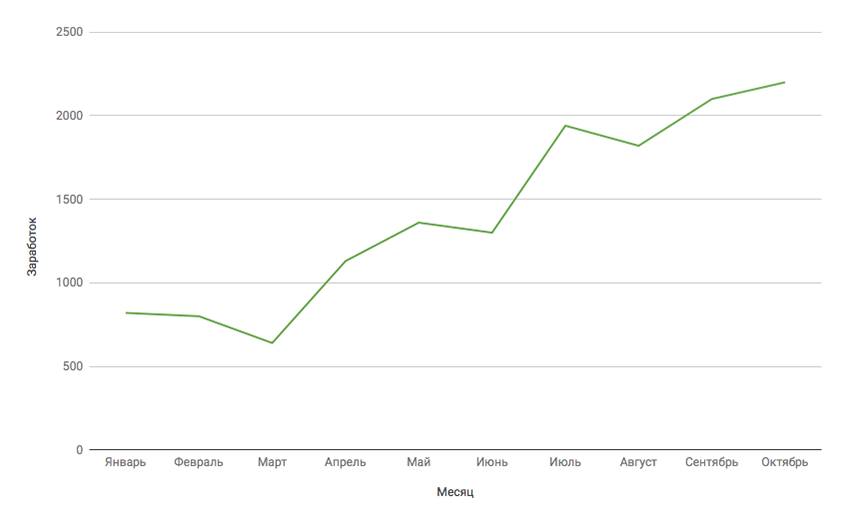 2500
2000
1500
1000
500
0
Заработок
Январь Февраль Март Апрель Май Июнь Июль Август Сентябрь Октябрь
Месяц